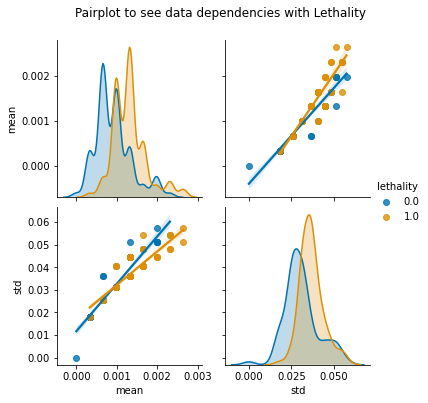 Pairplot to see data dependencies with Lethality
mean
0.002
0.001
0.000
lethality
0.0
1.0
std
0.06
0.05
0.04
0.03
0.02
0.01
0.00
0.000 0.001 0.002 0.003
mean
0.000 0.025 0.050
std